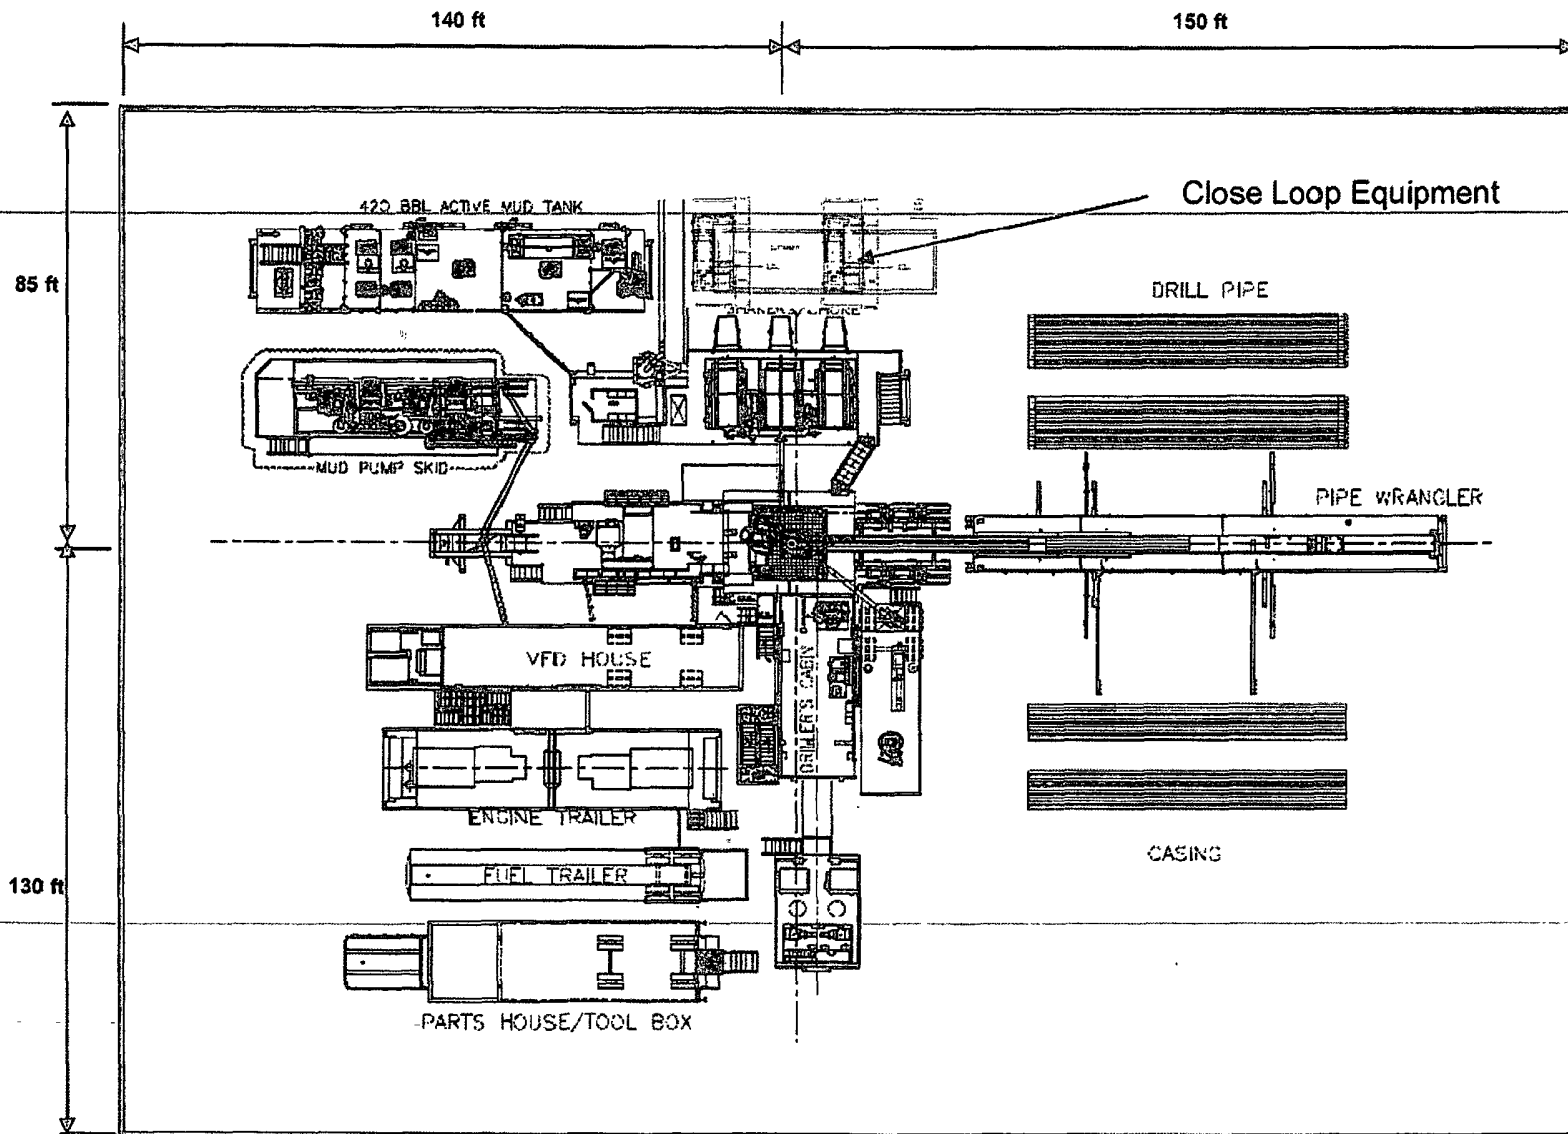 140 ft
150 ft
420 BBL ACTIVE MUD TANK
Close Loop Equipment
85 ft
DRILL PIPE
MUD PUMP SKID
PIPE WRANGLER
VFD HOUSE
DRILLER'S CABIN
ENGINE TRAILER
CASING
FUEL TRAILER
130 ft
PARTS HOUSE/TOOL BOX